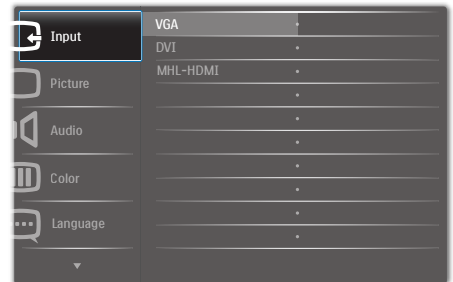 Input
Picture
Audio
Color
Language
VGA
DVI
MHL-HDMI